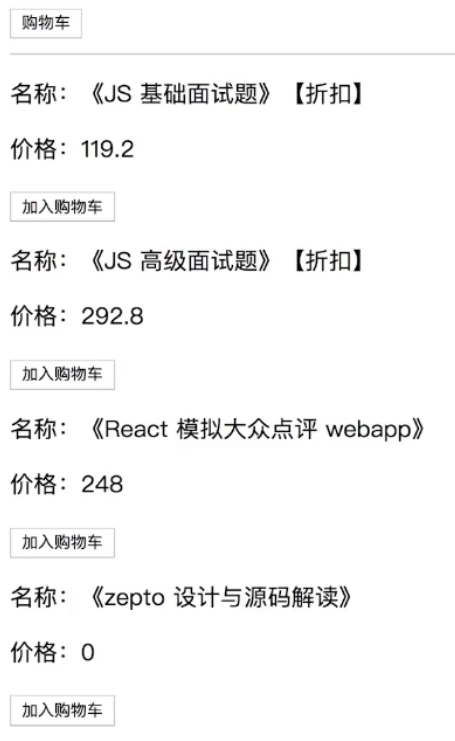 购物车
名称：《JS 基础面试题》【折扣】
价格：119.2
加入购物车
名称：《JS 高级面试题》【折扣】
价格：292.8
加入购物车
名称：《React 模拟大众点评 webapp》
价格：248
加入购物车
名称：《zepto 设计与源码解读》
价格：0
加入购物车